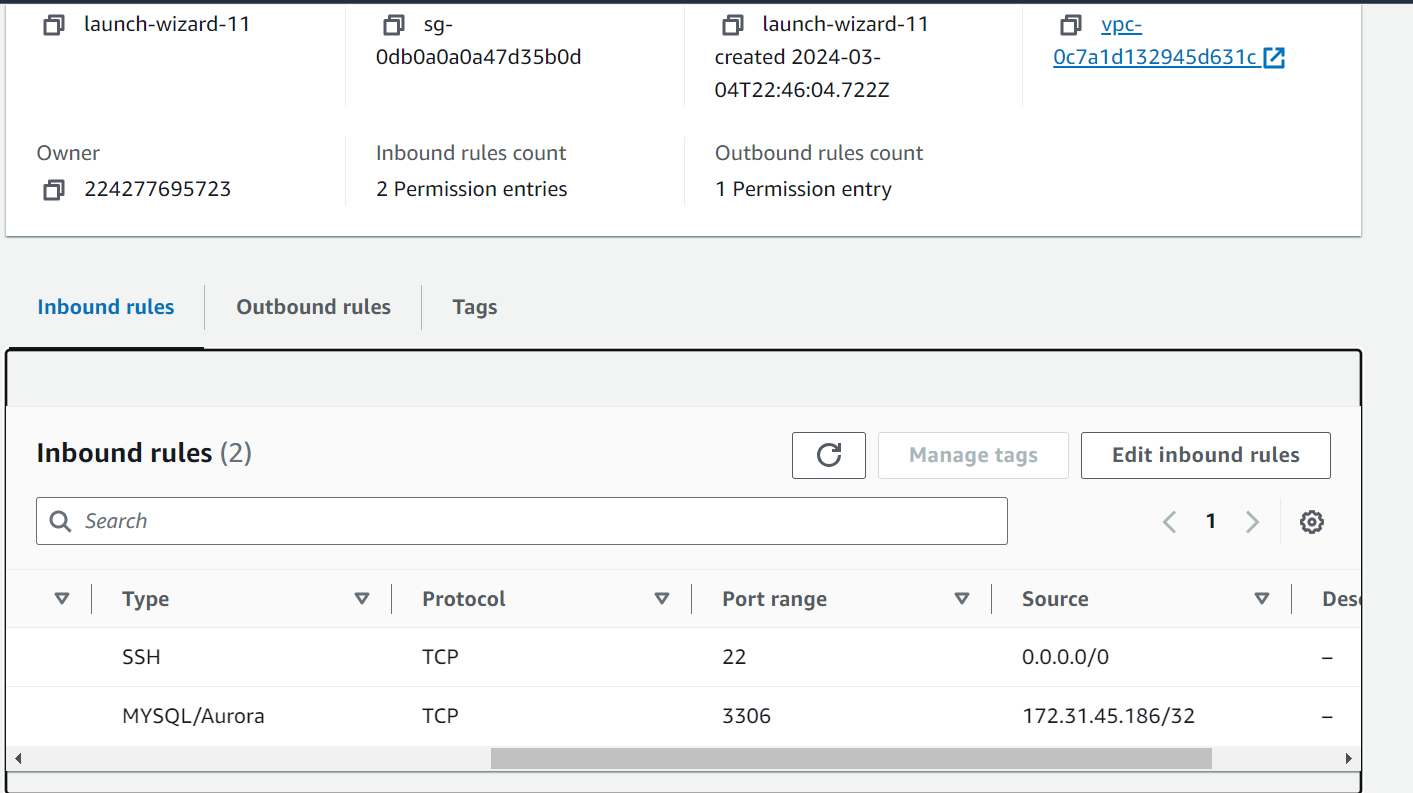 launch-wizard-11
sg-
0db0a0a0a47d35b0d
launch-wizard-11
created 2024-03-
04T22:46:04.722Z
vpc-
0c7a1d132945d631c
Owner
224277695723
Inbound rules count
2 Permission entries
Outbound rules count
1 Permission entry
Inbound rules
Outbound rules
Tags
Inbound rules (2)
Manage tags
Edit inbound rules
Search
1
Type
Protocol
Port range
Source
Desc
SSH
TCP
22
0.0.0.0/0
–
MYSQL/Aurora
TCP
3306
172.31.45.186/32
–